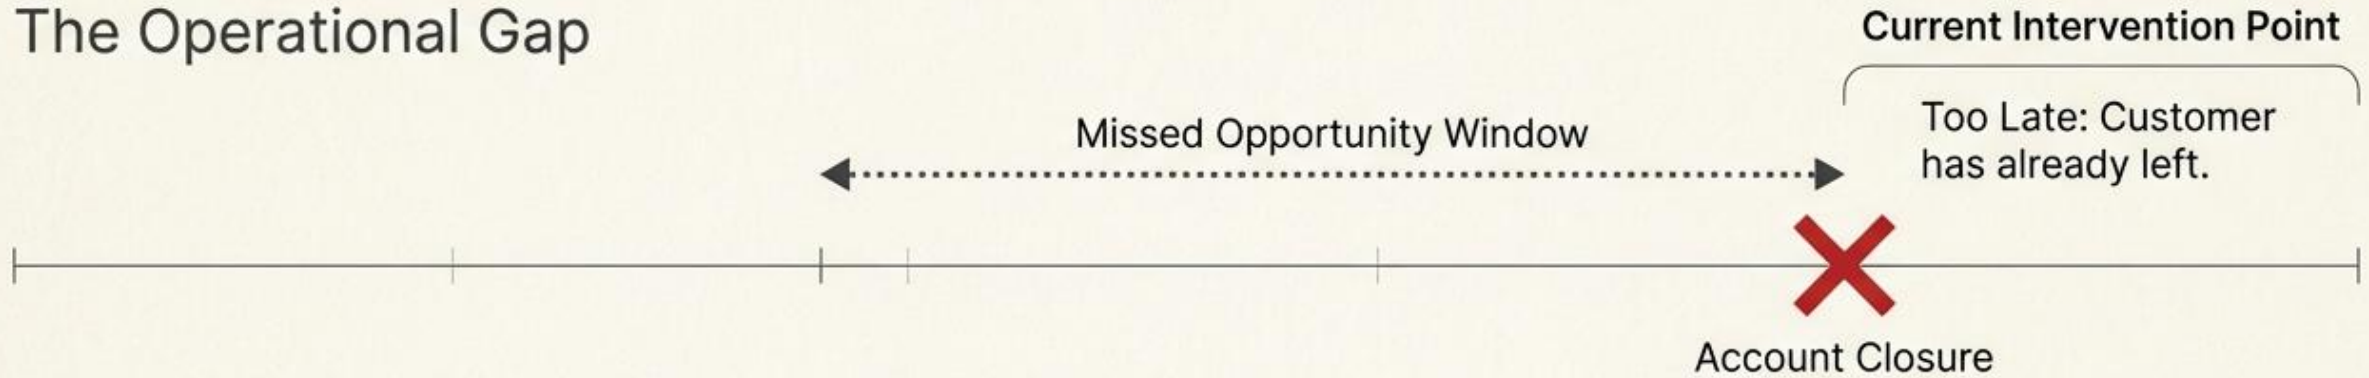 The Operational Gap
Current Intervention Point
Missed Opportunity Window
Too Late: Customer
has already left.
Account Closure